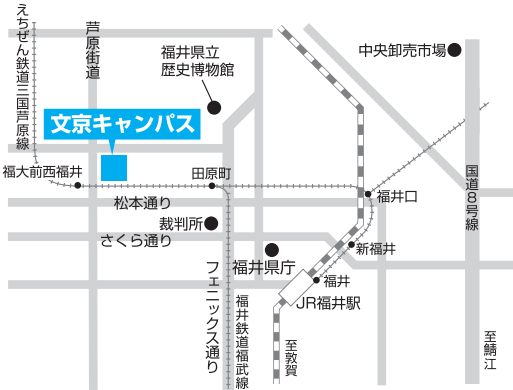 えちぜん鉄道三国芦原線
芦原街道
福井県立
歴史博物館
中央卸売市場
文京キャンパス
福大前西福井
田原町
福井口
国道8号線
松本通り
裁判所
さくら通り
新福井
福井県庁
フェニックス通り
福井鉄道福武線
福井
JR福井駅
至敦賀
至鯖江